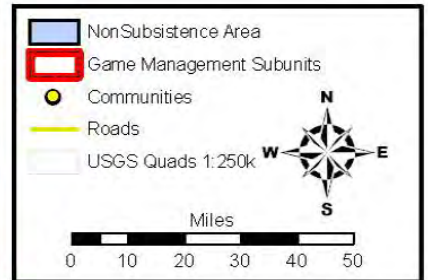 NonSubsistence Area
Game Management Subunits
Communities
Roads
USGS Quads 1:250k
N
W E
S
Miles
0 10 20 30 40 50